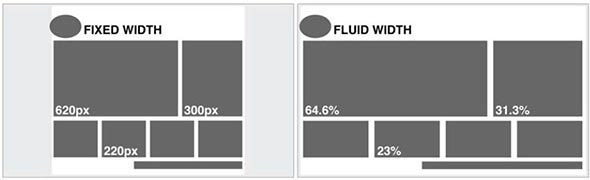 FIXED WIDTH
620px
300px
220px
FLUID WIDTH
64.6%
31.3%
23%